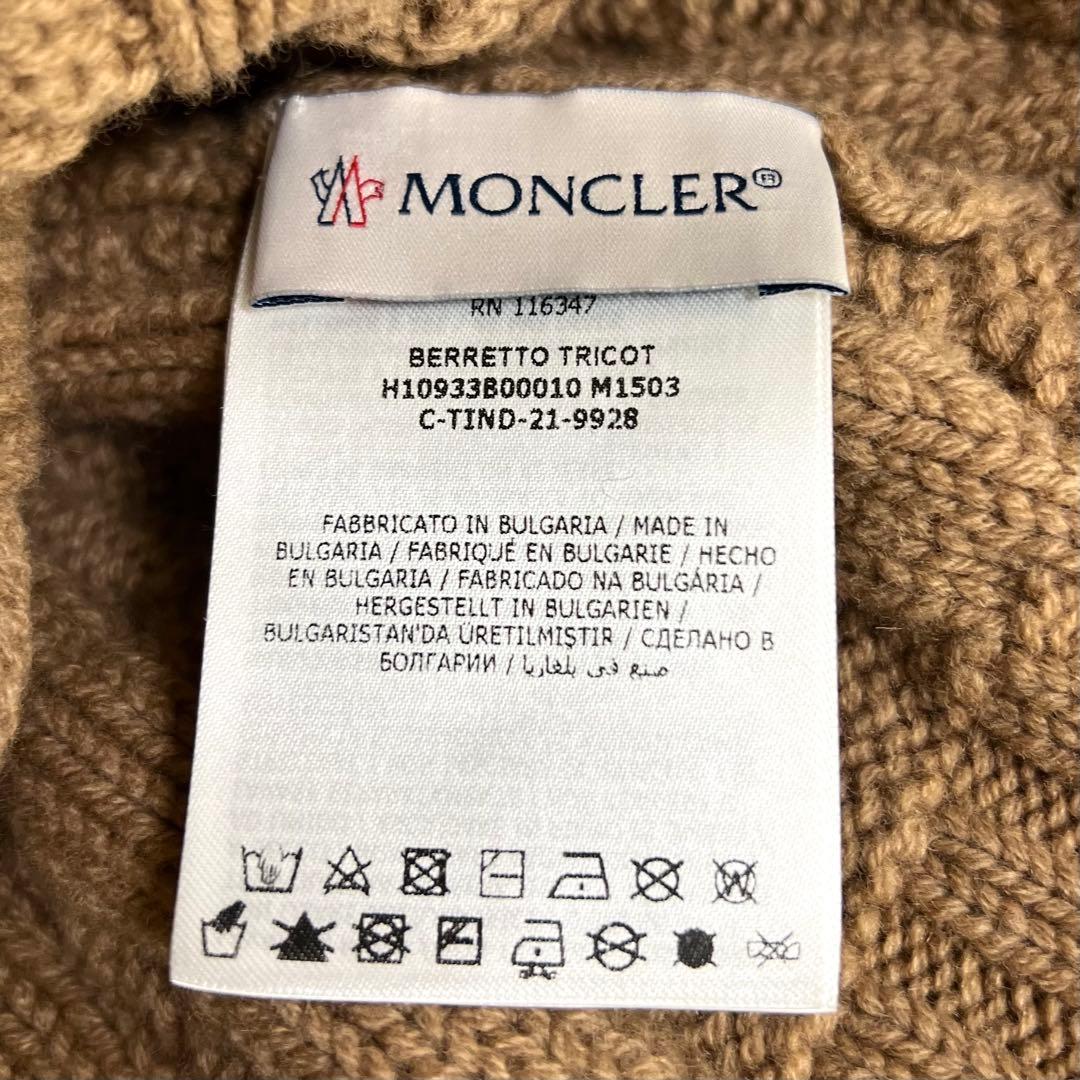 MONCLER®
RN 116347
BERRETTO TRICOT
H10933B00010 M1503
C-TIND-21-9928
FABBRICATO IN BULGARIA / MADE IN
BULGARIA / FABRIQUÉ EN BULGARIE / HECHO
EN BULGARIA / FABRICADO NA BULGÁRIA /
HERGESTELLT IN BULGARIEN /
BULGARISTAN'DA ÜRETILMIŞTIR / СДЕЛАНО В
БОЛГАРИИ / صنع في بلغاريا